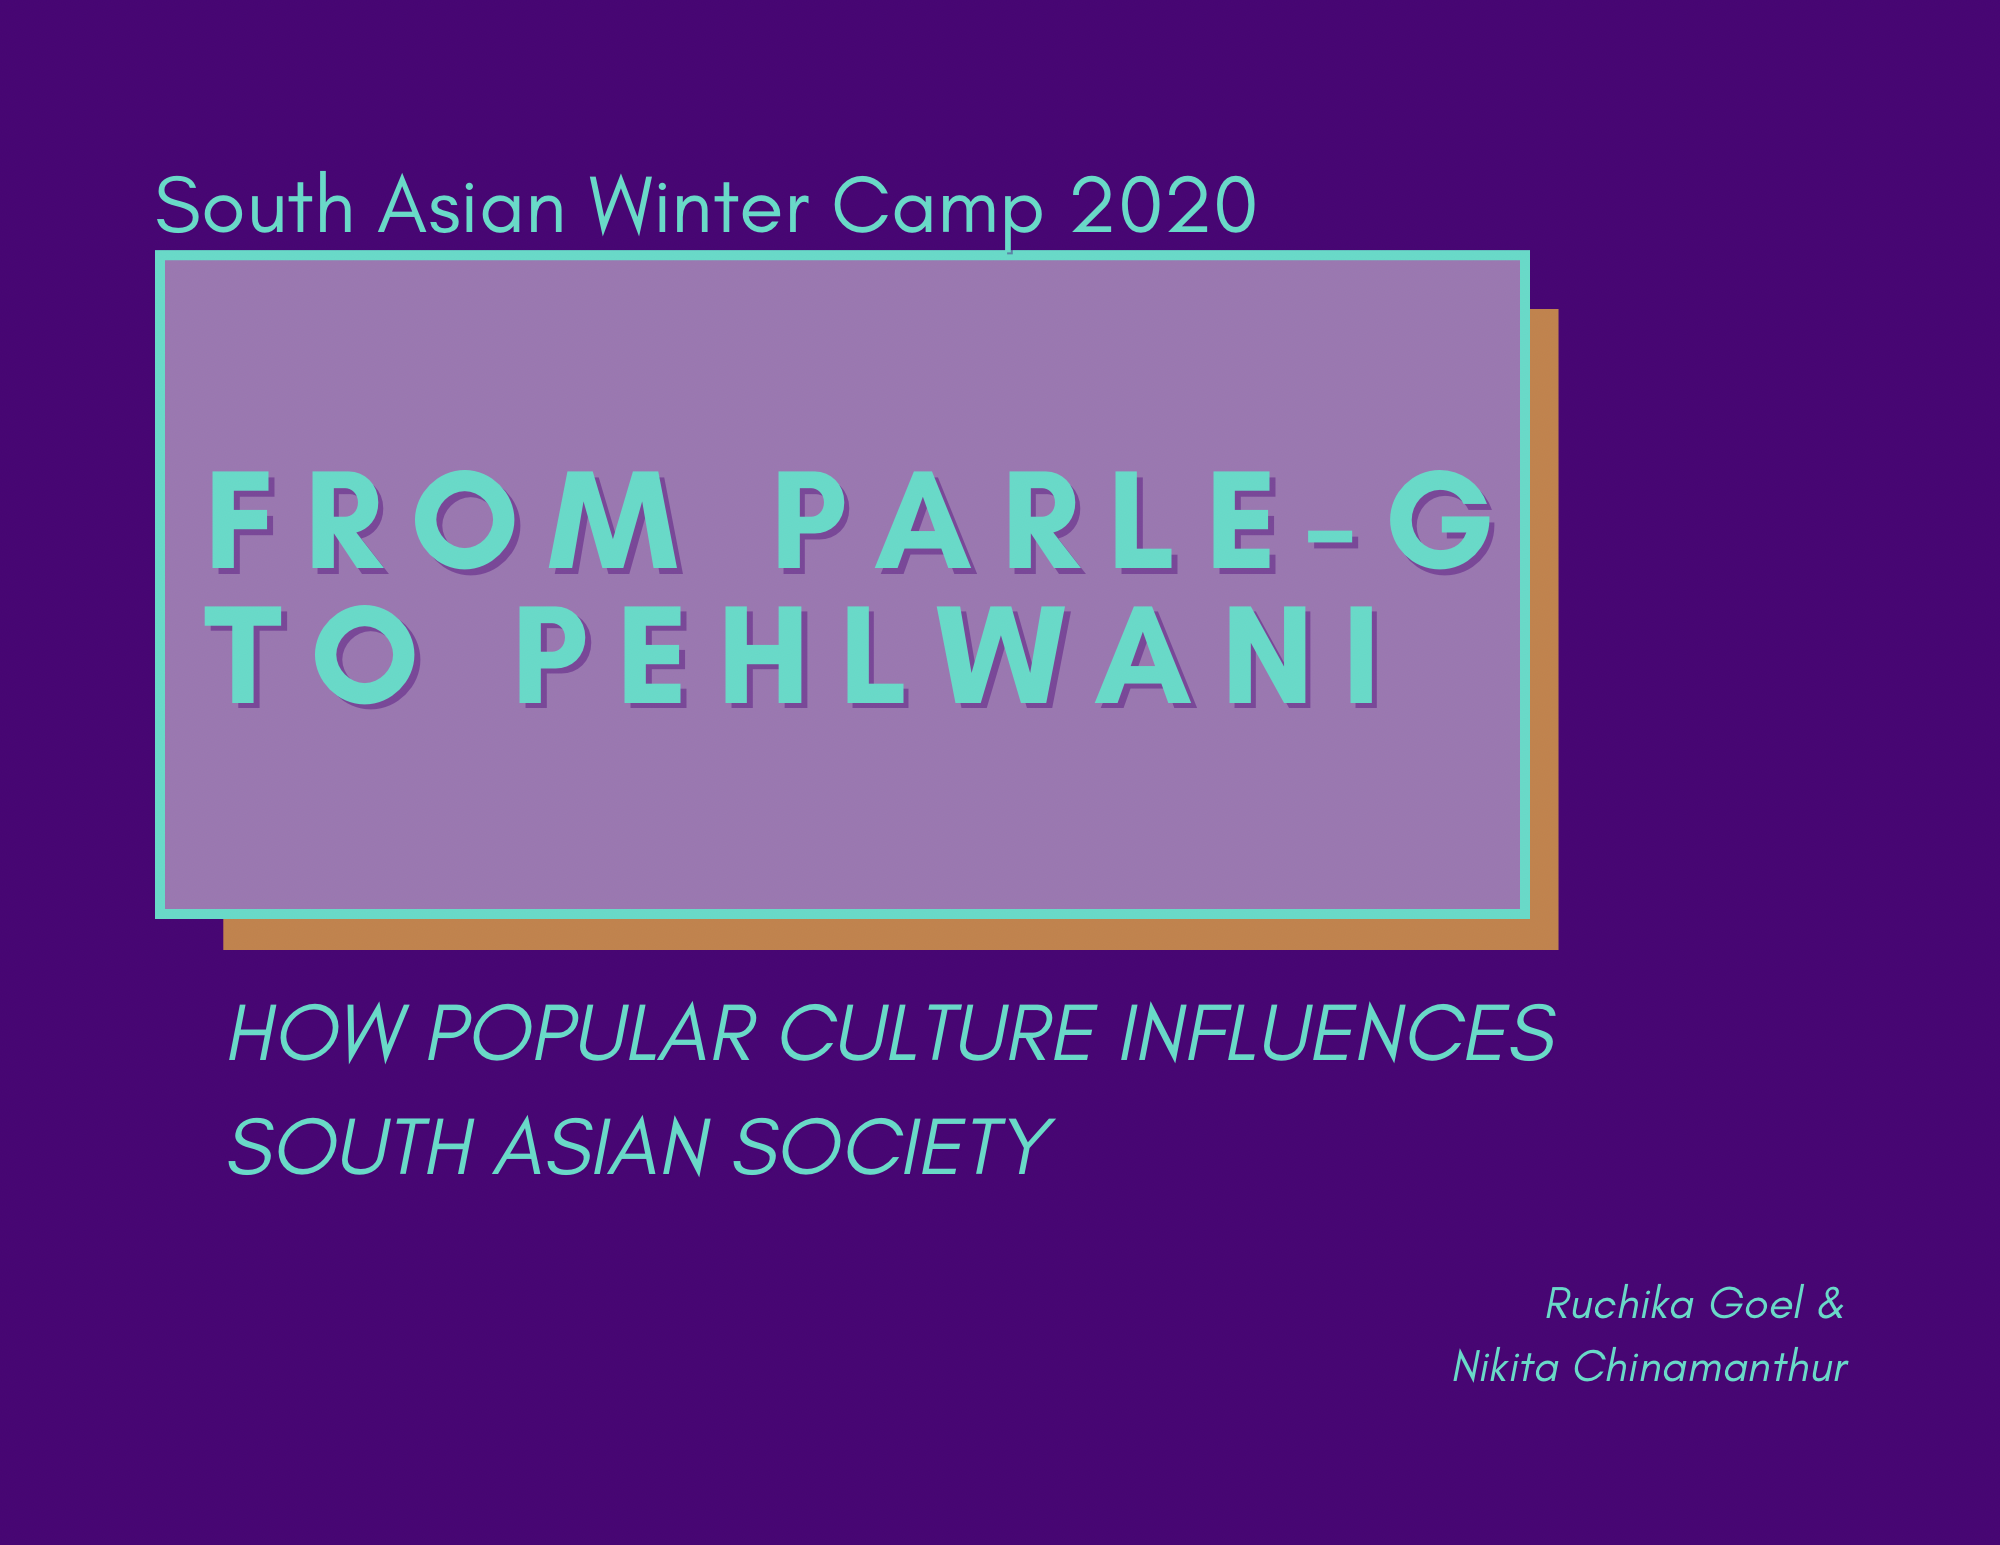 South Asian Winter Camp 2020
FROM PARLE-G
TO PEHLWANI
HOW POPULAR CULTURE INFLUENCES
SOUTH ASIAN SOCIETY
Ruchika Goel &
Nikita Chinamanthur